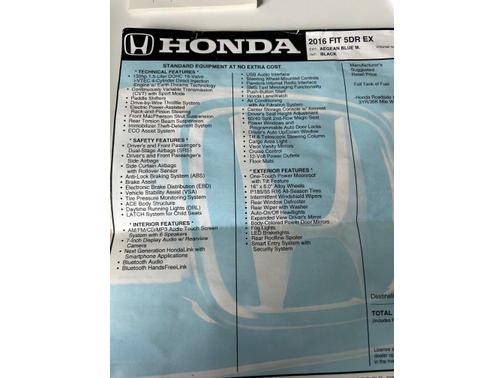 HONDA
2016 FIT 5DR EX
EXT: AEGEAN BLUE M.
INT: BLACK
STANDARD EQUIPMENT AT NO EXTRA COST
* TECHNICAL FEATURES *
• 130hp 1.5-Liter DOHC 16-Valve
i-VTEC 4-Cylinder Direct Injection
Engine w/ Earth Dreams Technology
• Continuously Variable Transmission
(CVT) with Sport Mode
• Paddle Shifters
• Drive-by-Wire Throttle System
• Electric Power-Assisted
Rack-and-Pinion Steering
• Front MacPherson Strut Suspension
• Rear Torsion Beam Suspension
• Immobilizer Theft-Deterrent System
• ECO Assist System
* SAFETY FEATURES *
• Driver's and Front Passenger's
Dual-Stage Airbags (SRS)
• Driver's and Front Passenger's
Side Airbags
• Side Curtain Airbags
with Rollover Sensor
• Anti-Lock Braking System (ABS)
• Brake Assist
• Electronic Brake Distribution (EBD)
• Vehicle Stability Assist (VSA)
• Tire Pressure Monitoring System
• ACE Body Structure
• Daytime Running Lights (DRL)
• LATCH System for Child Seats
* INTERIOR FEATURES *
• AM/FM/CD/MP3 Audio Touch Screen
System with 6 Speakers
• 7-Inch Display Audio w/ Rearview
Camera
• Next Generation HondaLink with
Smartphone Applications
• Bluetooth Audio
• Bluetooth HandsFreeLink
• USB Audio Interface
• Steering Wheel-Mounted Controls
• Pandora Internet Radio Interface
• SMS Text Messaging Functionality
• Push-Button Start
• Honda LaneWatch
• Air Conditioning
with Air Filtration System
• Center Storage Console w/ Armrest
• Driver's Seat Height Adjustment
• 60/40 Split 2nd-Row Magic Seat
• Power Windows and
Programmable Auto Door Locks
• Driver's Auto Up/Down Window
• Tilt & Telescopic Steering Column
• Cargo Area Light
• Visor Vanity Mirrors
• Cruise Control
• 12-Volt Power Outlets
• Floor Mats
* EXTERIOR FEATURES *
• One-Touch Power Moonroof
with Tilt Feature
• 16" x 6.0" Alloy Wheels
• P185/55 R16 All-Season Tires
• Intermittent Windshield Wipers
• Rear Window Defroster
• Rear Wiper with Washer
• Auto-On/Off Headlights
• Expanded View Driver's Mirror
• Body-Colored Power Door Mirrors
• Fog Lights
• LED Brakelights
• Rear Roofline Spoiler
• Smart Entry System with
Security System
Manufacturer's
Suggested
Retail Price
Full Tank of Fuel
Honda Roadside
Destinati
TOTAL
(includes
License a